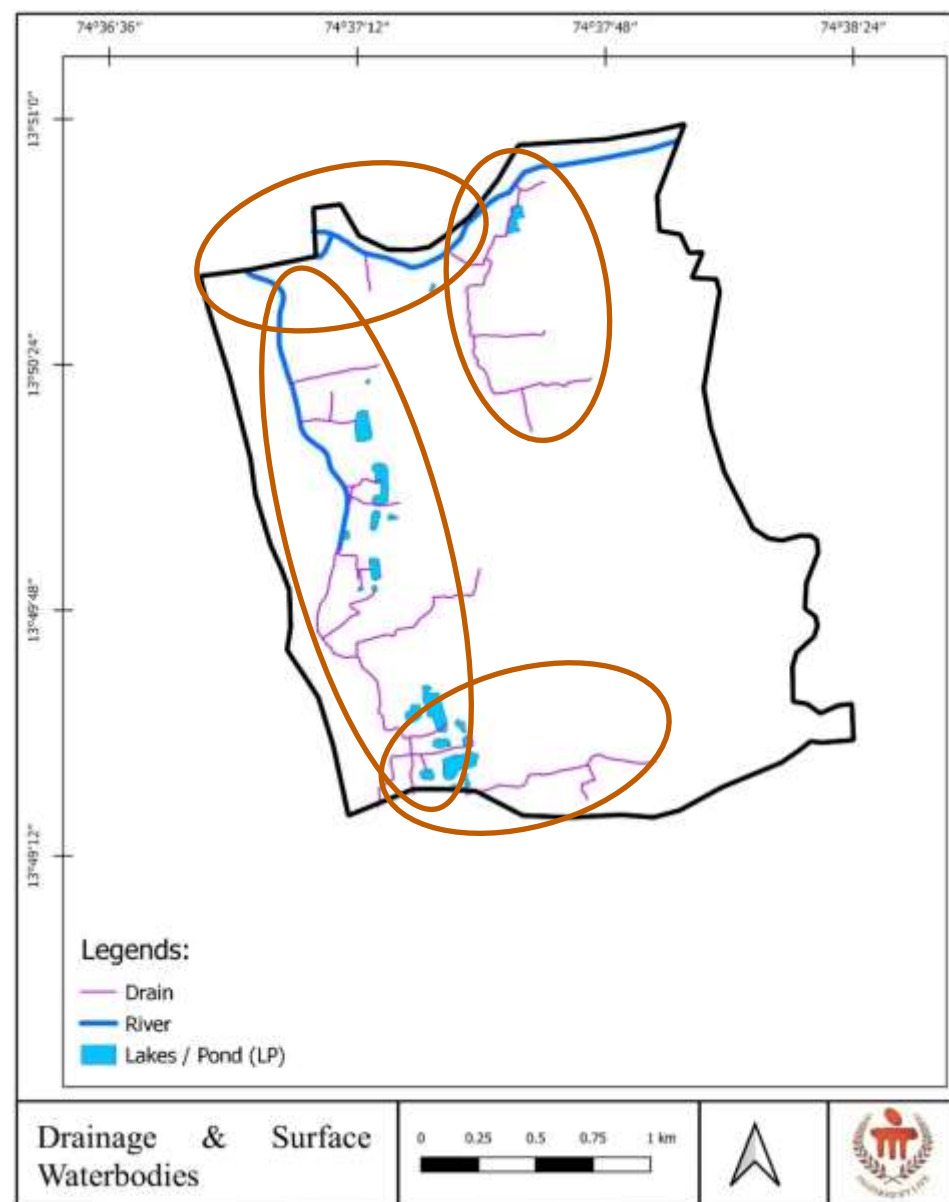 74°36'36" 74°37'12" 74°37'48" 74°38'24"
13°51'0"
13°50'24"
13°49'48"
13°49'12"
Legends:
Drain
River
Lakes / Pond (LP)
Drainage & Surface
Waterbodies
0 0.25 0.5 0.75 1 km